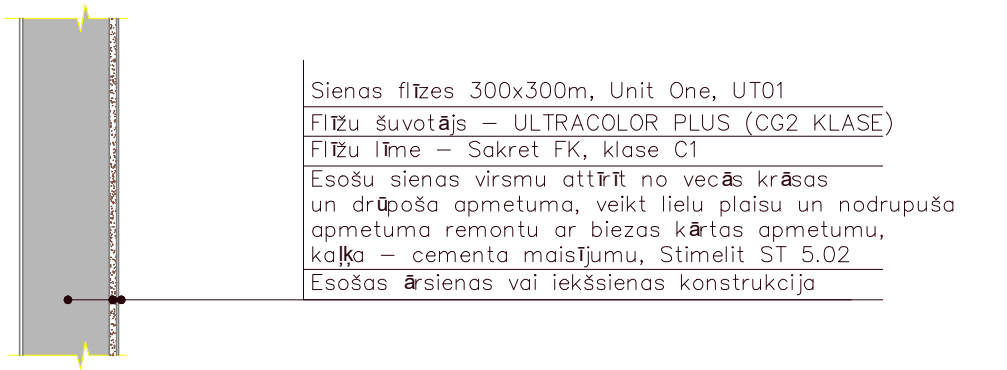 Sienas flīzes 300x300m, Unit One, UT01
Flīžu šuvotājs – ULTRACOLOR PLUS (CG2 KLASE)
Flīžu līme – Sakret FK, klase C1
Esošu sienas virsmu attīrīt no vecās krāsas
un drūpoša apmetuma, veikt lielu plaisu un nodrupuša
apmetuma remontu ar biezas kārtas apmetumu,
kaļķa – cementa maisījumu, Stimelit ST 5.02
Esošas ārsienas vai iekšsienas konstrukcija